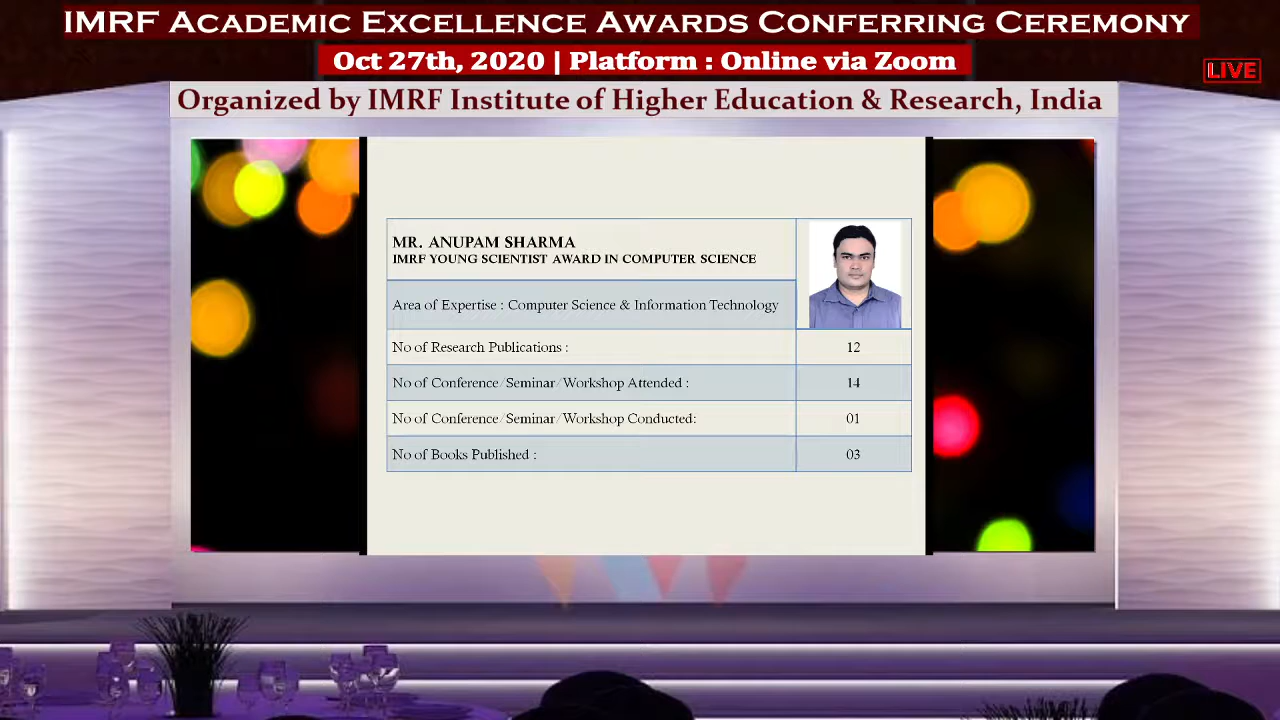 IMRF ACADEMIC EXCELLENCE AWARDS CONFERRING CEREMONY
Oct 27th, 2020 | Platform : Online via Zoom
LIVE
Organized by IMRF Institute of Higher Education & Research, India
MR. ANUPAM SHARMA
IMRF YOUNG SCIENTIST AWARD IN COMPUTER SCIENCE
Area of Expertise : Computer Science & Information Technology
No of Research Publications : 12
No of Conference/Seminar/Workshop Attended : 14
No of Conference/Seminar/Workshop Conducted: 01
No of Books Published : 03